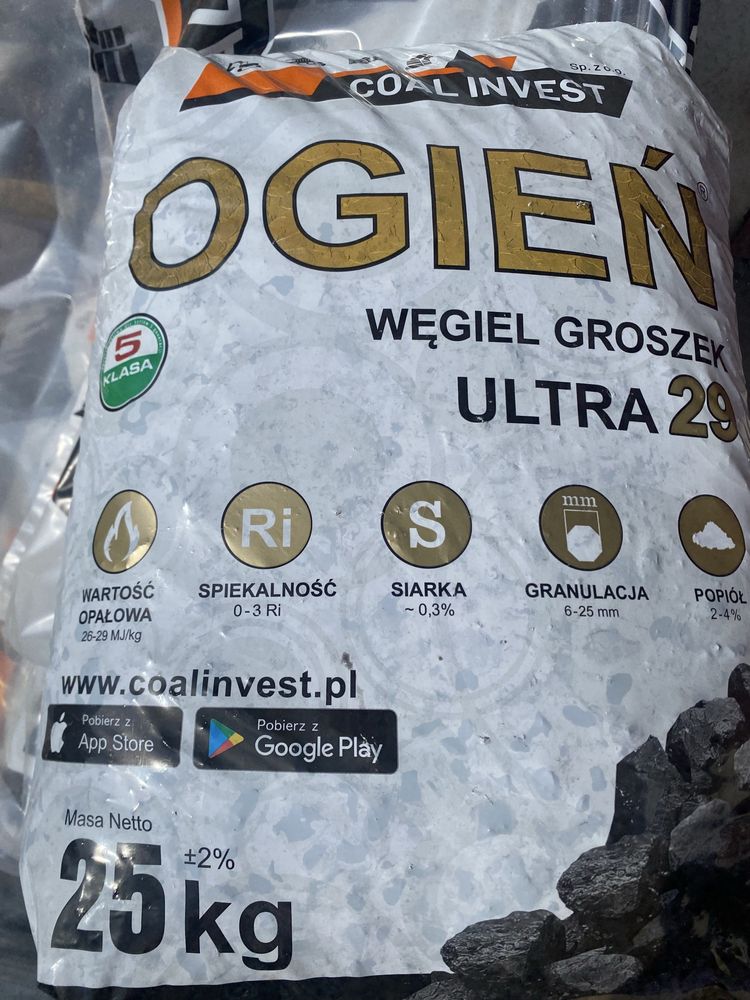 COAL INVEST
Sp. z o.o.
OGIEŃ®
WĘGIEL GROSZEK
ULTRA 29
5
KLASA
Ri
S
mm
WARTOŚĆ
OPAŁOWA
26-29 MJ/kg
SPIEKALNOŚĆ
0-3 Ri
SIARKA
~ 0,3%
GRANULACJA
6-25 mm
POPIÓŁ
2-4%
www.coalinvest.pl
Pobierz z
App Store
Pobierz z
Google Play
Masa Netto
25 kg ±2%